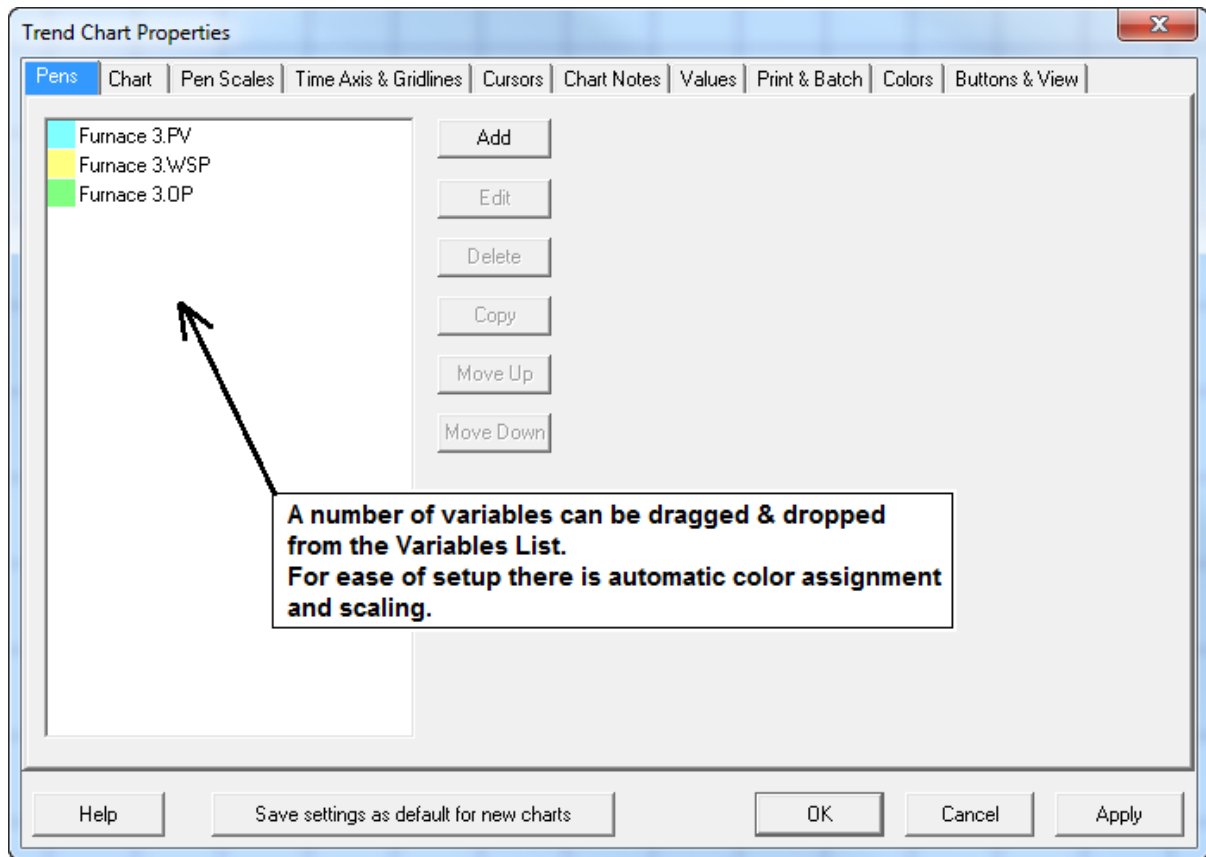 Trend Chart Properties
Pens Chart Pen Scales Time Axis & Gridlines Cursors Chart Notes Values Print & Batch Colors Buttons & View
Furnace 3.PV
Furnace 3.WSP
Furnace 3.OP
Add
Edit
Delete
Copy
Move Up
Move Down
A number of variables can be dragged & dropped
from the Variables List.
For ease of setup there is automatic color assignment
and scaling.
Help Save settings as default for new charts OK Cancel Apply